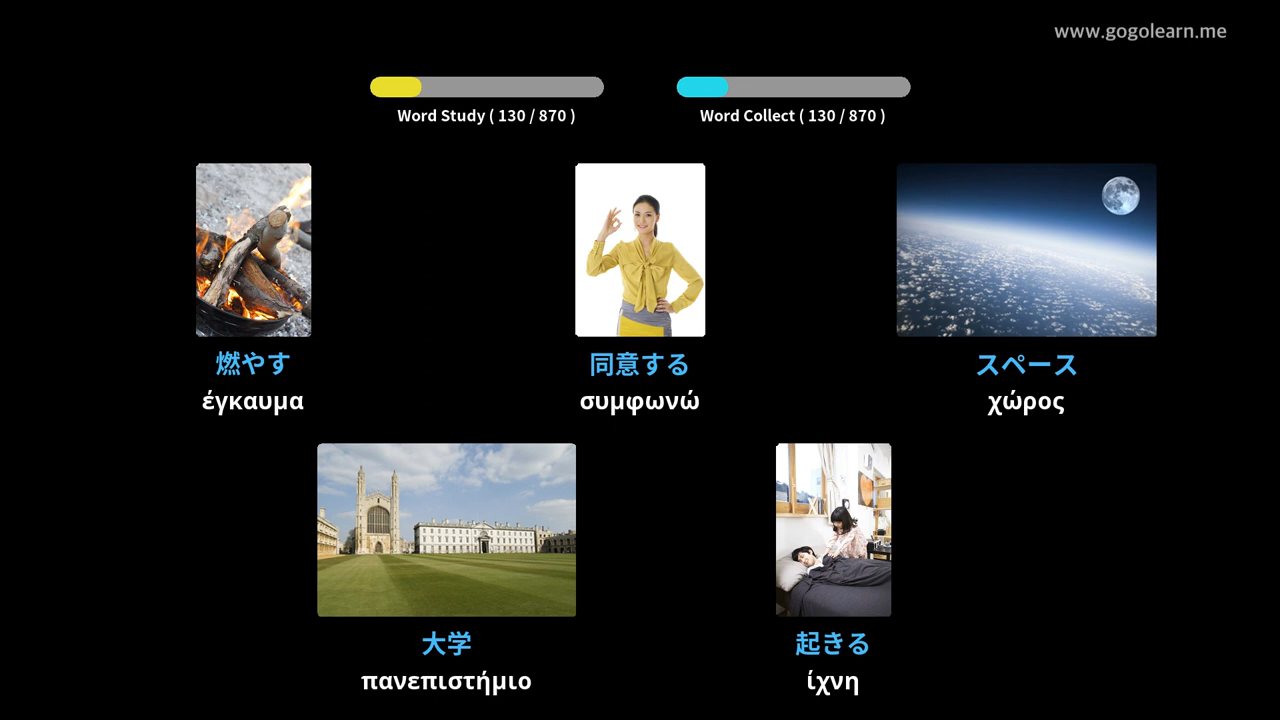 www.gogolearn.me
Word Study ( 130 / 870 )
Word Collect ( 130 / 870 )
燃やす
έγκαυμα
同意する
συμφωνώ
スペース
χώρος
大学
πανεπιστήμιο
起きる
ίχνη